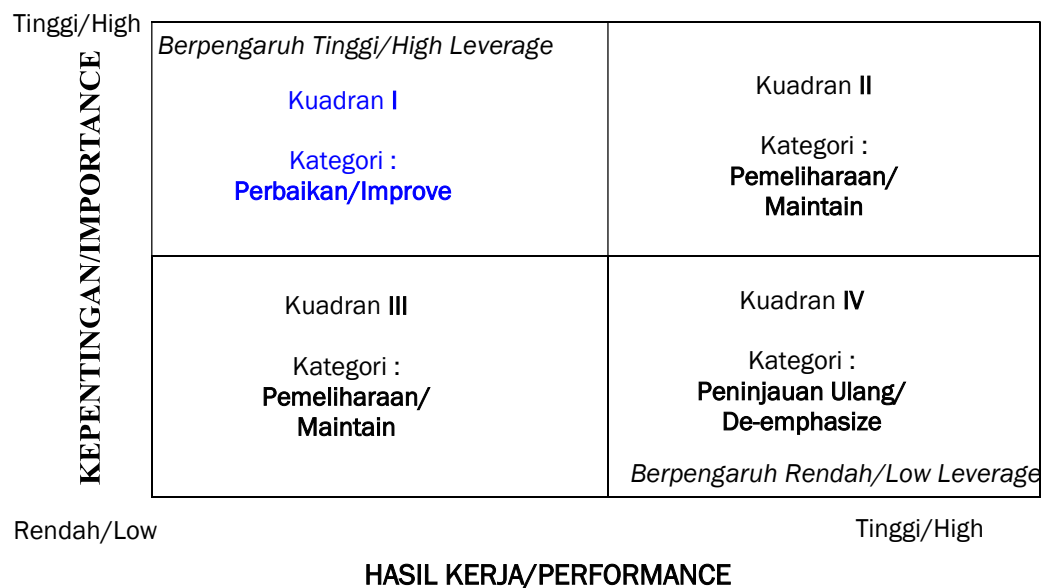 Tinggi/High
KEPENTINGAN/IMPORTANCE
Berpengaruh Tinggi/High Leverage
Kuadran I
Kategori :
Perbaikan/Improve
Kuadran II
Kategori :
Pemeliharaan/
Maintain
Kuadran III
Kategori :
Pemeliharaan/
Maintain
Kuadran IV
Kategori :
Peninjauan Ulang/
De-emphasize
Berpengaruh Rendah/Low Leverage
Rendah/Low
Tinggi/High
HASIL KERJA/PERFORMANCE